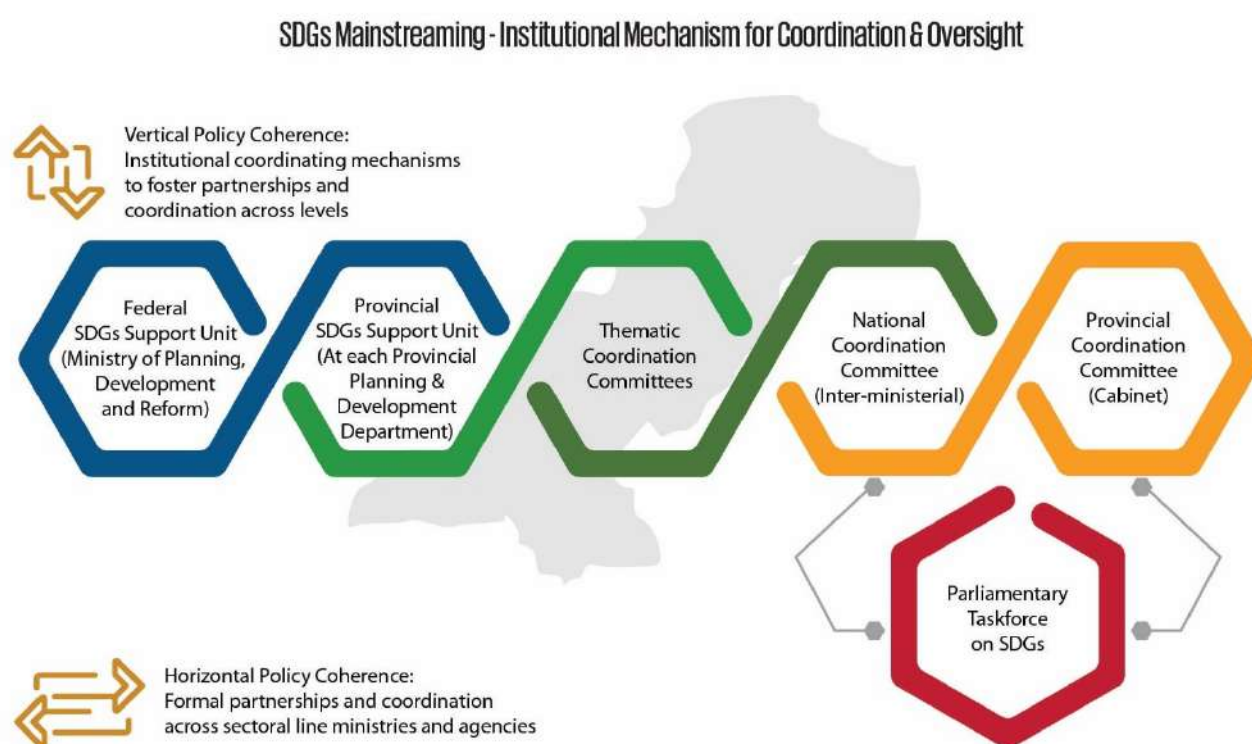 SDGs Mainstreaming - Institutional Mechanism for Coordination & Oversight
Vertical Policy Coherence:
Institutional coordinating mechanisms
to foster partnerships and
coordination across levels
Federal
SDGs Support Unit
(Ministry of Planning,
Development
and Reform)
Provincial
SDGs Support Unit
(At each Provincial
Planning &
Development
Department)
Thematic
Coordination
Committees
National
Coordination
Committee
(Inter-ministerial)
Provincial
Coordination
Committee
(Cabinet)
Parliamentary
Taskforce
on SDGs
Horizontal Policy Coherence:
Formal partnerships and coordination
across sectoral line ministries and agencies